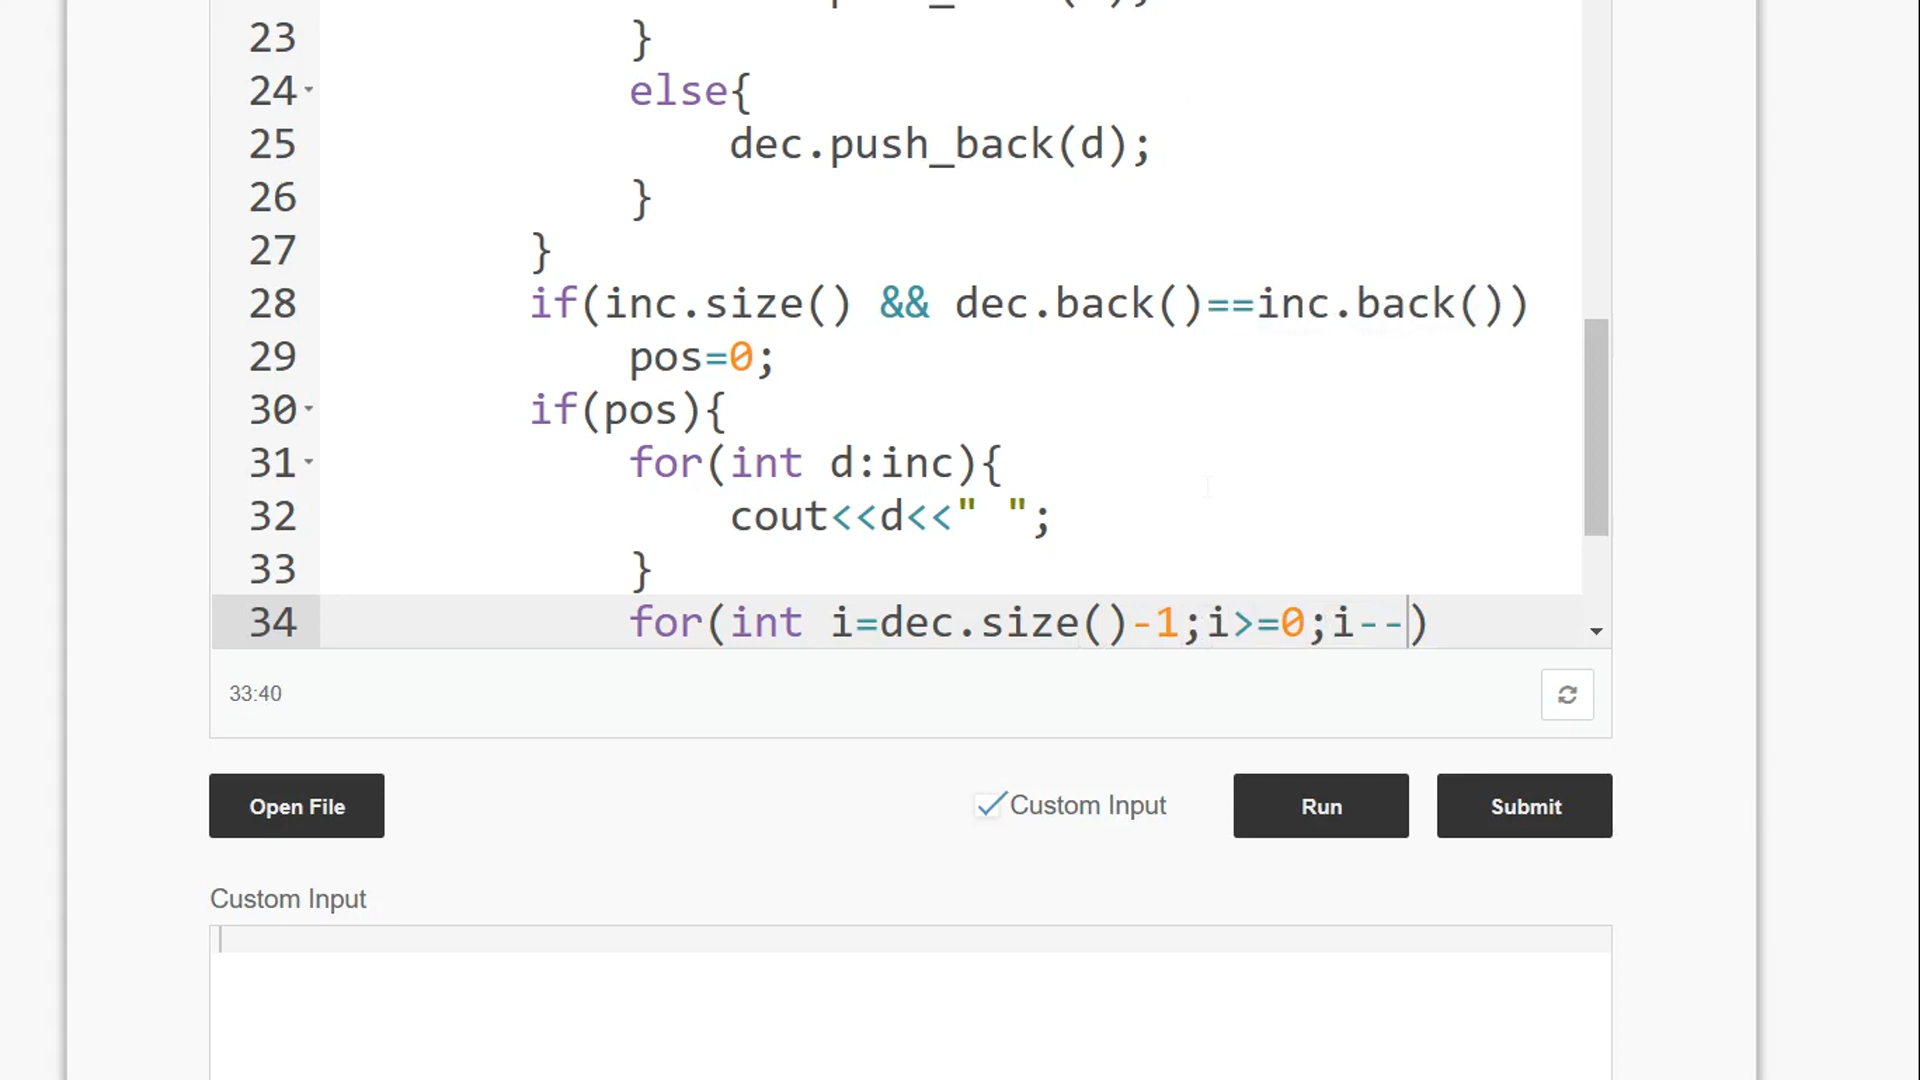 23 }
24 else{
25 dec.push_back(d);
26 }
27 }
28 if(inc.size() && dec.back()==inc.back())
29 pos=0;
30 if(pos){
31 for(int d:inc){
32 cout<<d<<" ";
33 }
34 for(int i=dec.size()-1;i>=0;i--)
33:40
Open File
Custom Input
Run
Submit
Custom Input